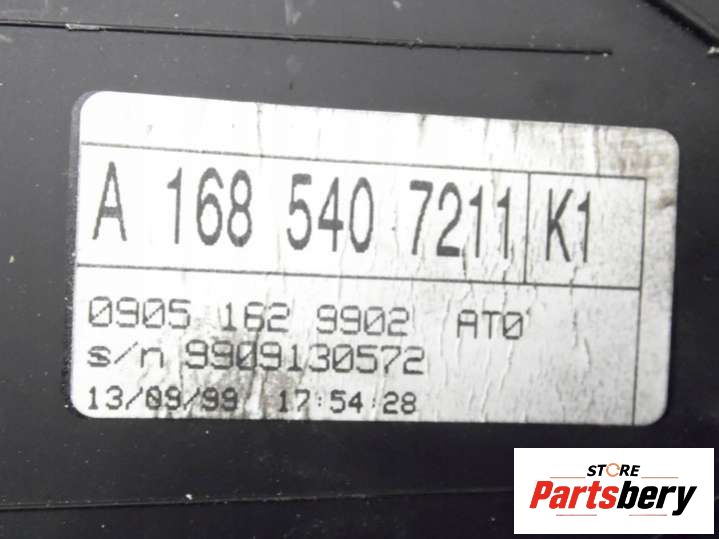 A 168 540 7211 K1
0905 162 9902 AT0
s/n 9909130572
13/09/99 17:54:28
STORE
Partsbery